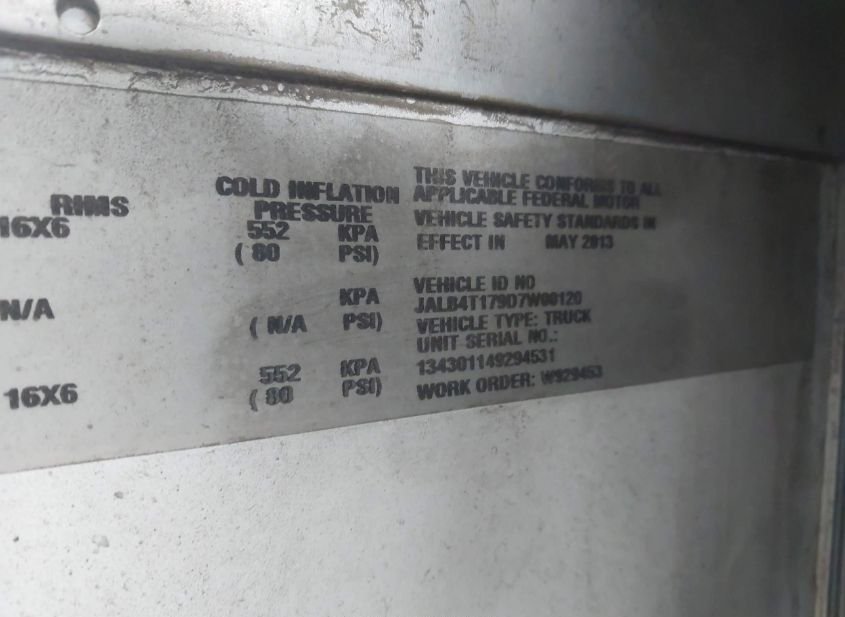 RHMS
16X6
N/A
16X6
COLD INFLATION
PRESSURE
552 KPA
( 80 PSI)
KPA
( N/A PSI)
552 KPA
( 80 PSI)
THIS VEHICLE CONFORMS TO ALL
APPLICABLE FEDERAL MOTOR
VEHICLE SAFETY STANDARDS IN
EFFECT IN MAY 2013
VEHICLE ID NO
JALB4T179D7W00120
VEHICLE TYPE: TRUCK
UNIT SERIAL NO.:
134301149294531
WORK ORDER: W929453